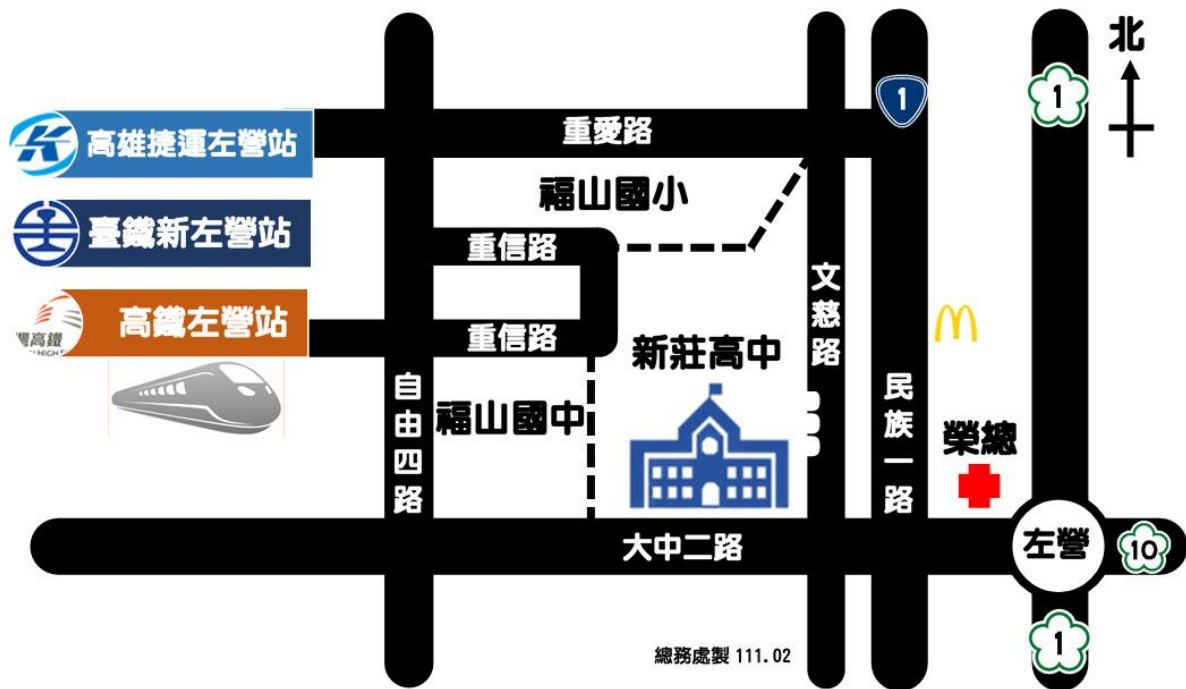 北
1
1
高雄捷運左營站
重愛路
福山國小
臺鐵新左營站
重信路
文慈路
高鐵左營站
灣高鐵
重信路
新莊高中
自由四路
福山國中
民族一路
榮總
大中二路
左營
10
1
總務處製 111.02